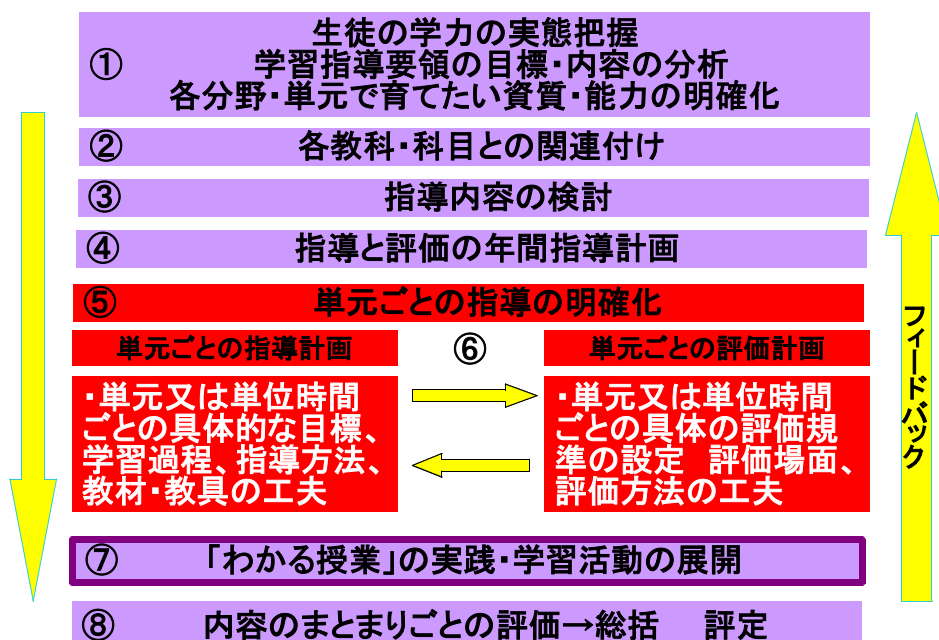 生徒の学力の実態把握
① 学習指導要領の目標・内容の分析
各分野・単元で育てたい資質・能力の明確化
② 各教科・科目との関連付け
③ 指導内容の検討
④ 指導と評価の年間指導計画
⑤ 単元ごとの指導の明確化
単元ごとの指導計画
⑥
単元ごとの評価計画
・単元又は単位時間
ごとの具体的な目標、
学習過程、指導方法、
教材・教具の工夫
・単元又は単位時間
ごとの具体の評価規
準の設定　評価場面、
評価方法の工夫
⑦ 「わかる授業」の実践・学習活動の展開
⑧ 内容のまとまりごとの評価→総括　評定
フィードバック